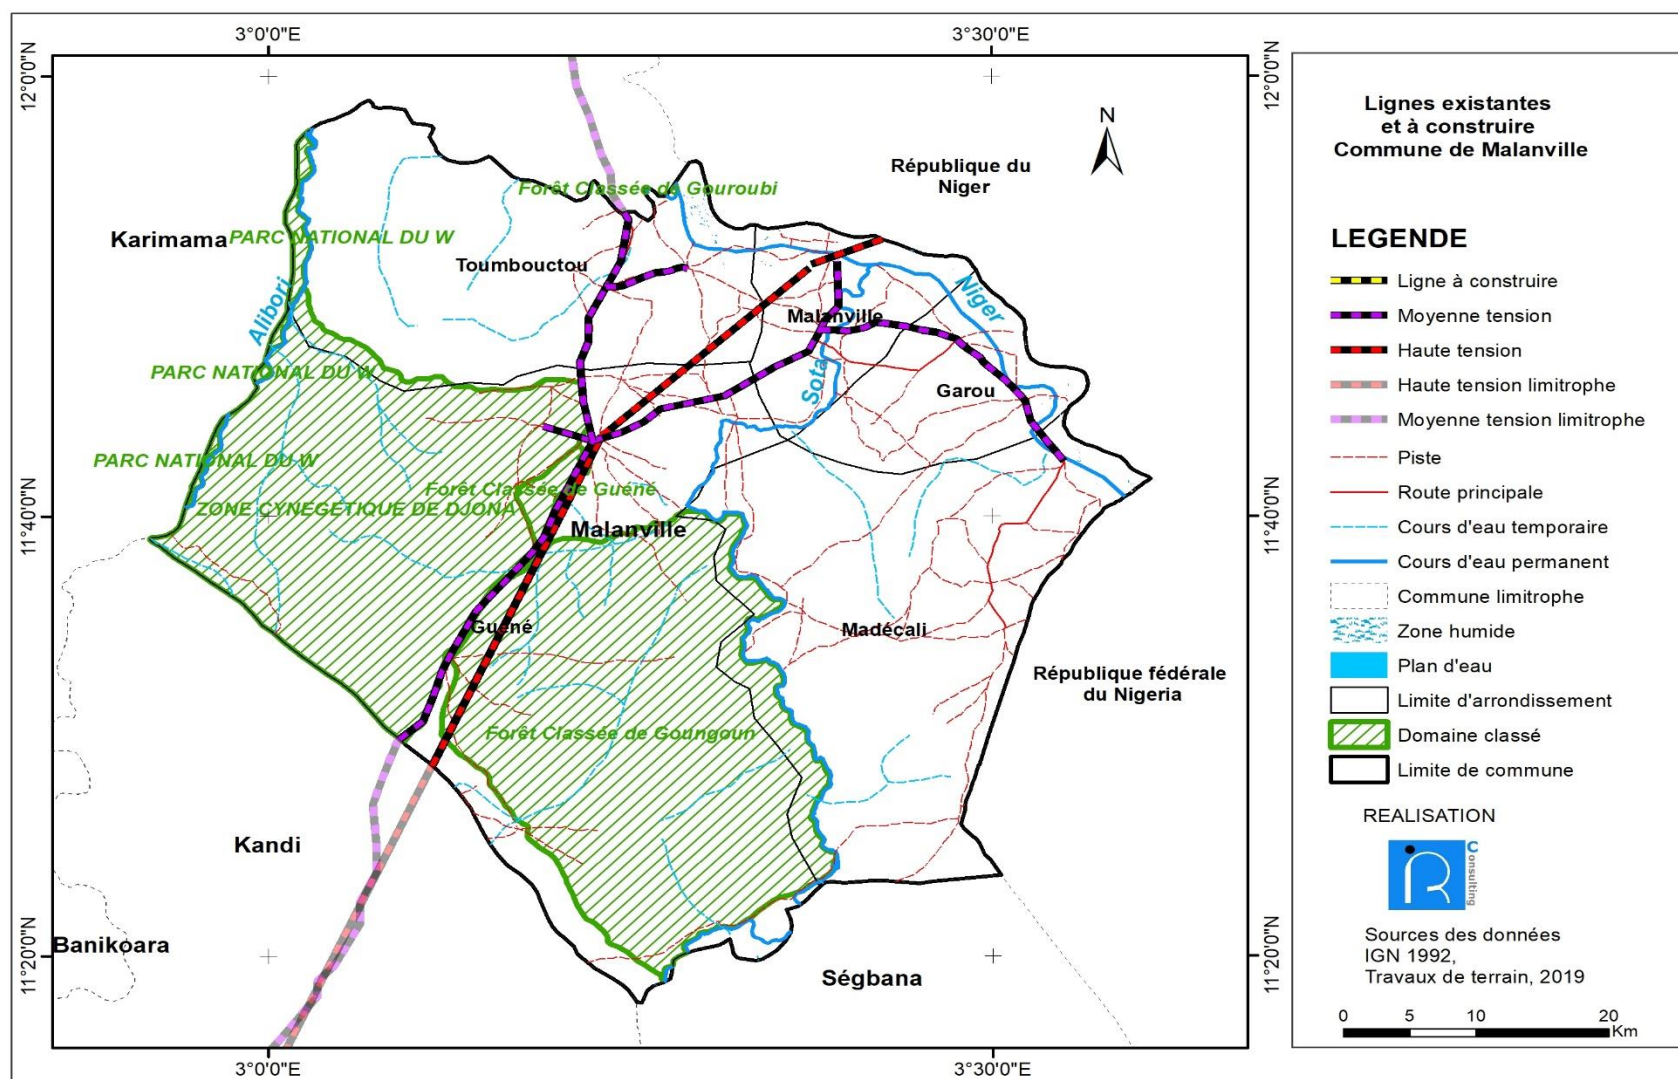 3°0'0"E
3°30'0"E
12°0'0"N
12°0'0"N
N
République du
Niger
Forêt Classée de Gouroubi
Karimama
PARC NATIONAL DU W
Toumbouctou
Alibori
Niger
Malanville
PARC NATIONAL DU W
Sota
Garou
PARC NATIONAL DU W
Forêt Classée de Guéné
ZONE CYNEGETIQUE DE DJONA
Malanville
11°40'0"N
11°40'0"N
Guéné
Madécali
République fédérale
du Nigeria
Forêt Classée de Goungoun
Kandi
Banikoara
Ségbana
11°20'0"N
11°20'0"N
3°0'0"E
3°30'0"E
Lignes existantes
et à construire
Commune de Malanville
LEGENDE
Ligne à construire
Moyenne tension
Haute tension
Haute tension limitrophe
Moyenne tension limitrophe
Piste
Route principale
Cours d'eau temporaire
Cours d'eau permanent
Commune limitrophe
Zone humide
Plan d'eau
Limite d'arrondissement
Domaine classé
Limite de commune
REALISATION
iR
Consulting
Sources des données
IGN 1992,
Travaux de terrain, 2019
0 5 10 20
Km